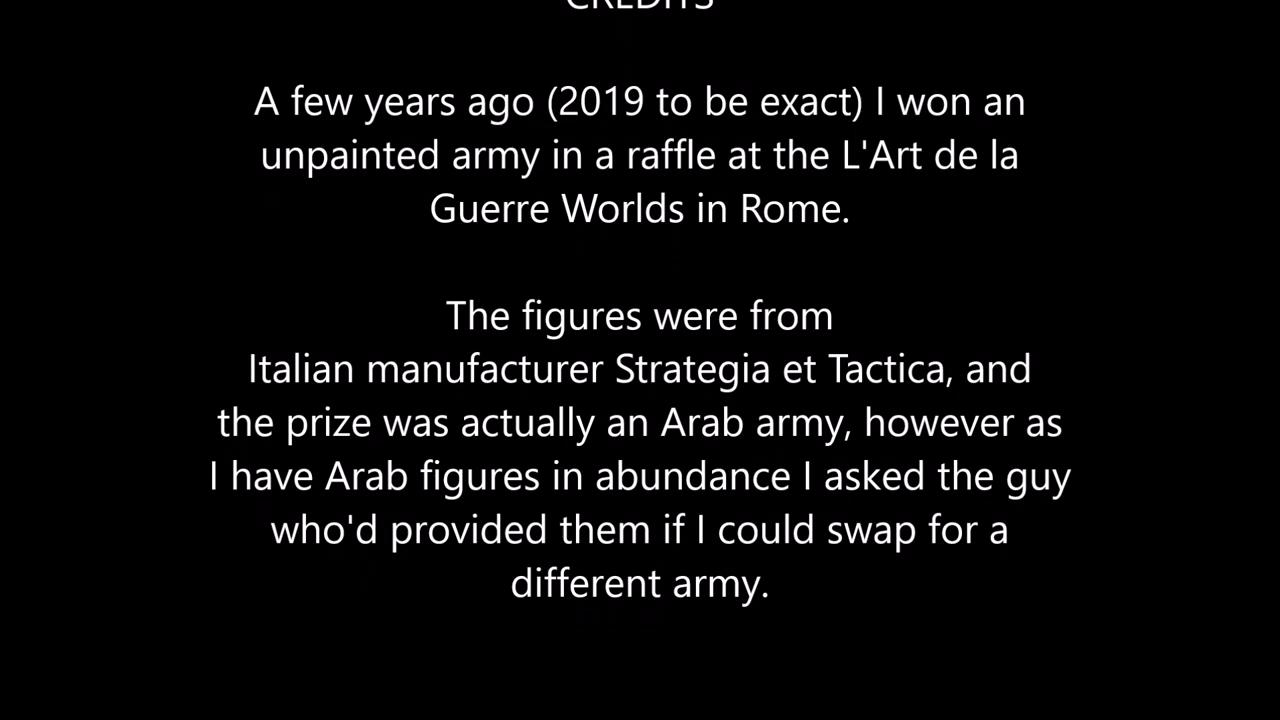 CREDITS
A few years ago (2019 to be exact) I won an
unpainted army in a raffle at the L'Art de la
Guerre Worlds in Rome.
The figures were from
Italian manufacturer Strategia et Tactica, and
the prize was actually an Arab army, however as
I have Arab figures in abundance I asked the guy
who'd provided them if I could swap for a
different army.